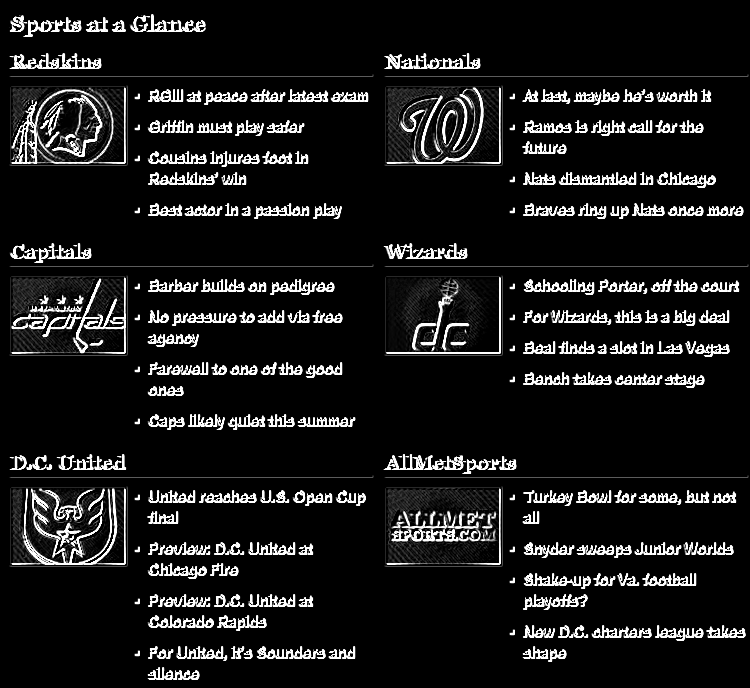 Sports at a Glance
Redskins
RGIII at peace after latest exam
Griffin must play safer
Cousins injures foot in
Redskins' win
Best actor in a passion play
Nationals
W
At last, maybe he's worth it
Ramos is right call for the
future
Nats dismantled in Chicago
Braves ring up Nats once more
Capitals
capitals
Barber builds on pedigree
No pressure to add via free
agency
Farewell to one of the good
ones
Caps likely quiet this summer
Wizards
dc
Schooling Porter, off the court
For Wizards, this is a big deal
Beal finds a slot in Las Vegas
Bench takes center stage
D.C. United
United reaches U.S. Open Cup
final
Preview: D.C. United at
Chicago Fire
Preview: D.C. United at
Colorado Rapids
For United, it's Sounders and
silence
AllMetSports
ALLMET
SPORTS.COM
Turkey Bowl for some, but not
all
Snyder sweeps Junior Worlds
Shake-up for Va. football
playoffs?
New D.C. charters league takes
shape